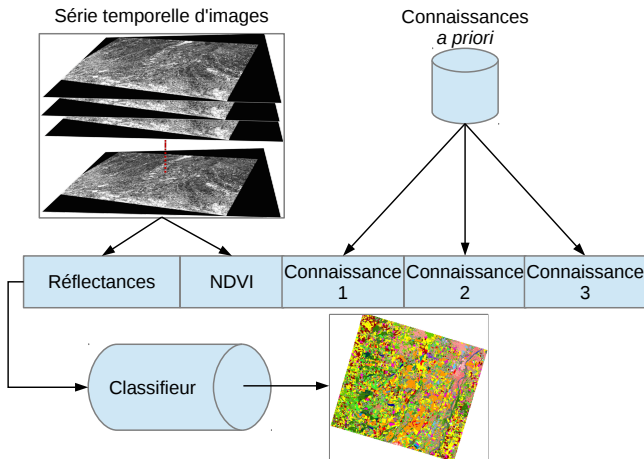 Série temporelle d'images
Connaissances
a priori
Réflectances
NDVI
Connaissance
1
Connaissance
2
Connaissance
3
Classifieur